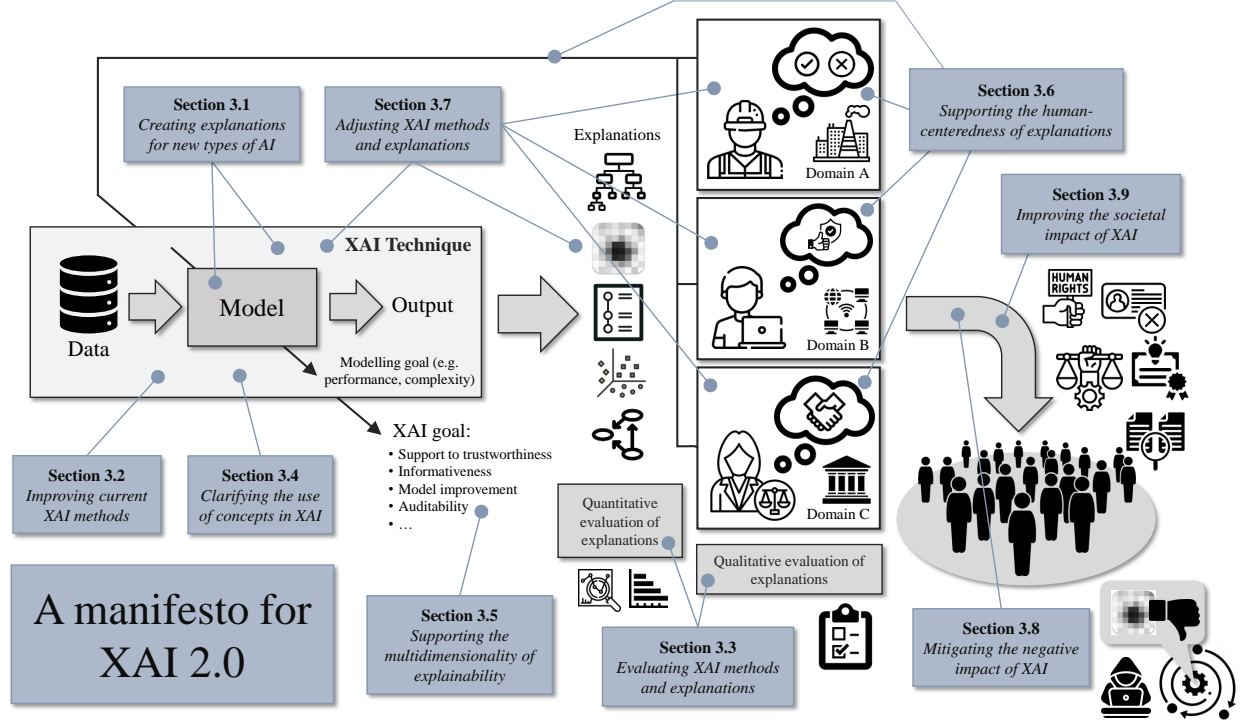 Section 3.1
Creating explanations
for new types of AI
Section 3.7
Adjusting XAI methods
and explanations
Explanations
Domain A
Section 3.6
Supporting the human-
centeredness of explanations
Section 3.9
Improving the societal
impact of XAI
XAI Technique
Data
Model
Output
Modelling goal (e.g.
performance, complexity)
Domain B
HUMAN
RIGHTS
XAI goal:
• Support to trustworthiness
• Informativeness
• Model improvement
• Auditability
• …
Domain C
Section 3.2
Improving current
XAI methods
Section 3.4
Clarifying the use
of concepts in XAI
Quantitative
evaluation of
explanations
Qualitative evaluation of
explanations
A manifesto for
XAI 2.0
Section 3.5
Supporting the
multidimensionality of
explainability
Section 3.3
Evaluating XAI methods
and explanations
Section 3.8
Mitigating the negative
impact of XAI